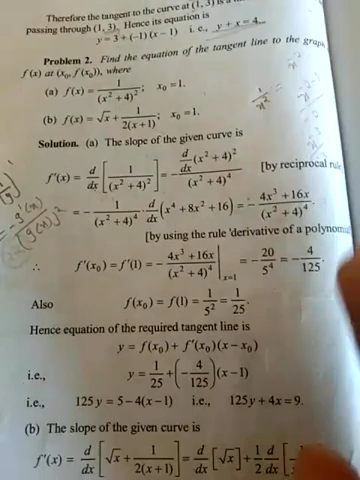 Therefore the tangent to the curve at (1, 3) is a
passing through (1, 3). Hence its equation is
y = 3 + (−1) (x − 1) i. e., y + x = 4.
Problem 2. Find the equation of the tangent line to the graph
f (x) at (x₀, f (x₀)), where
(a) f(x) = 1/(x² + 4)²; x₀ = 1.
(b) f(x) = √x + 1/2(x+1); x₀ = 1.
Solution. (a) The slope of the given curve is
f′(x) = d/dx [1/(x² + 4)²] = − d/dx (x² + 4)² / (x² + 4)⁴ [by reciprocal rule
= − 1/(x² + 4)⁴ · d/dx (x⁴ + 8x² + 16) = − 4x³ + 16x / (x² + 4)⁴.
[by using the rule 'derivative of a polynomial
∴ f′(x₀) = f′(1) = − 4x³ + 16x / (x² + 4)⁴ |ₓ₌₁ = − 20/5⁴ = − 4/125.
Also f(x₀) = f(1) = 1/5² = 1/25.
Hence equation of the required tangent line is
y = f(x₀) + f′(x₀)(x − x₀)
i.e., y = 1/25 + (− 4/125)(x − 1)
i.e., 125 y = 5 − 4(x − 1) i.e., 125y + 4x = 9.
(b) The slope of the given curve is
f′(x) = d/dx [√x + 1/2(x + 1)] = d/dx [√x] + 1/2 d/dx [−